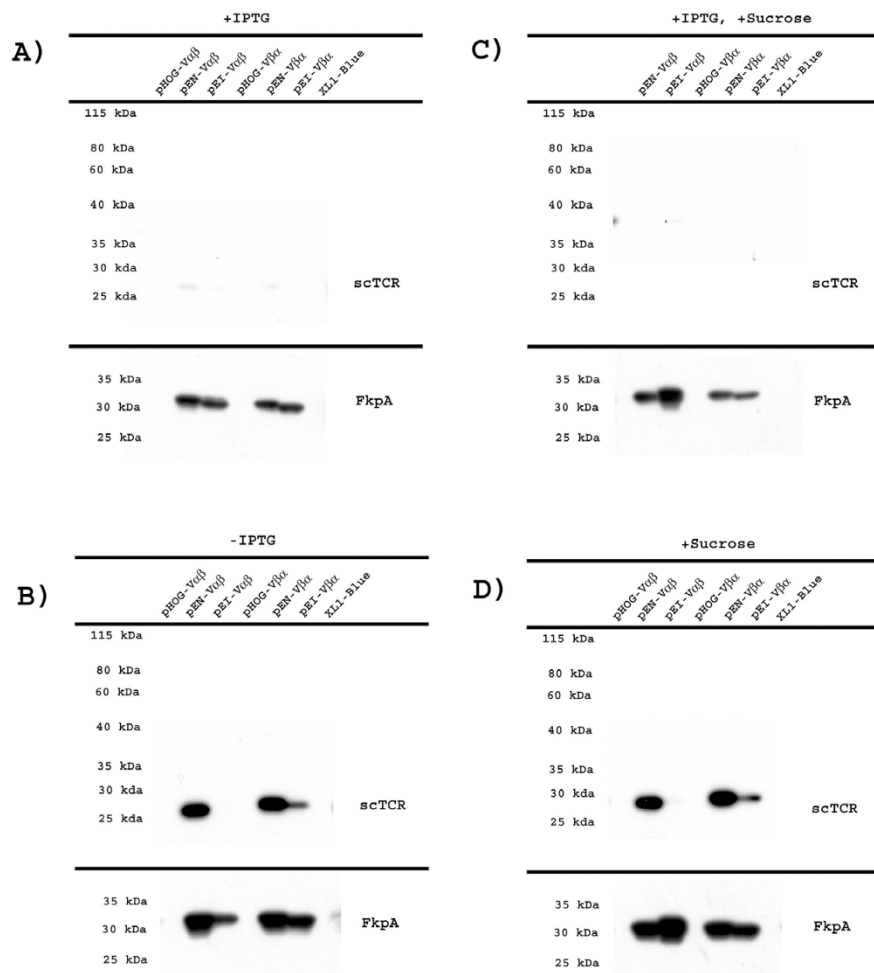 +IPTG
A)
pHOG-Vαβ
pEN-Vαβ
pEI-Vαβ
pHOG-Vβα
pEN-Vβα
pEI-Vβα
XL1-Blue
115 kDa
80 kDa
60 kDa
40 kDa
35 kDa
30 kda
25 kda
scTCR
35 kDa
30 kDa
25 kDa
FkpA
+IPTG, +Sucrose
C)
pEN-Vαβ
pEI-Vαβ
pHOG-Vβα
pEN-Vβα
pEI-Vβα
XL1-Blue
115 kDa
80 kDa
60 kDa
40 kDa
35 kDa
30 kda
25 kda
scTCR
35 kDa
30 kDa
25 kDa
FkpA
-IPTG
B)
pHOG-Vαβ
pEN-Vαβ
pEI-Vαβ
pHOG-Vβα
pEN-Vβα
pEI-Vβα
XL1-Blue
115 kDa
80 kDa
60 kDa
40 kDa
35 kDa
30 kda
25 kda
scTCR
35 kDa
30 kDa
25 kDa
FkpA
+Sucrose
D)
pHOG-Vαβ
pEN-Vαβ
pEI-Vαβ
pHOG-Vβα
pEN-Vβα
pEI-Vβα
XL1-Blue
115 kDa
80 kDa
60 kDa
40 kDa
35 kDa
30 kda
25 kda
scTCR
35 kDa
30 kDa
25 kDa
FkpA